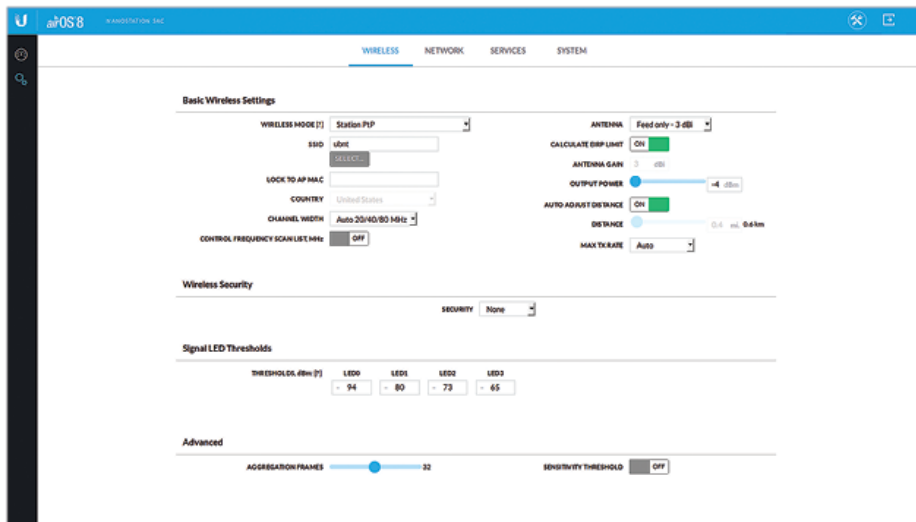 U airOS 8 NANOSTATION 5AC
WIRELESS NETWORK SERVICES SYSTEM
Basic Wireless Settings
WIRELESS MODE [?] Station PtP
SSID ubnt
SELECT...
LOCK TO AP MAC
COUNTRY United States
CHANNEL WIDTH Auto 20/40/80 MHz
CONTROL FREQUENCY SCAN LIST, MHz OFF
ANTENNA Feed only - 3 dBi
CALCULATE EIRP LIMIT ON
ANTENNA GAIN 3 dBi
OUTPUT POWER -4 dBm
AUTO ADJUST DISTANCE ON
DISTANCE 0.4 mi, 0.6 km
MAX TX RATE Auto
Wireless Security
SECURITY None
Signal LED Thresholds
THRESHOLDS, dBm [?] LED0 LED1 LED2 LED3
- 94 - 80 - 73 - 65
Advanced
AGGREGATION FRAMES 32
SENSITIVITY THRESHOLD OFF